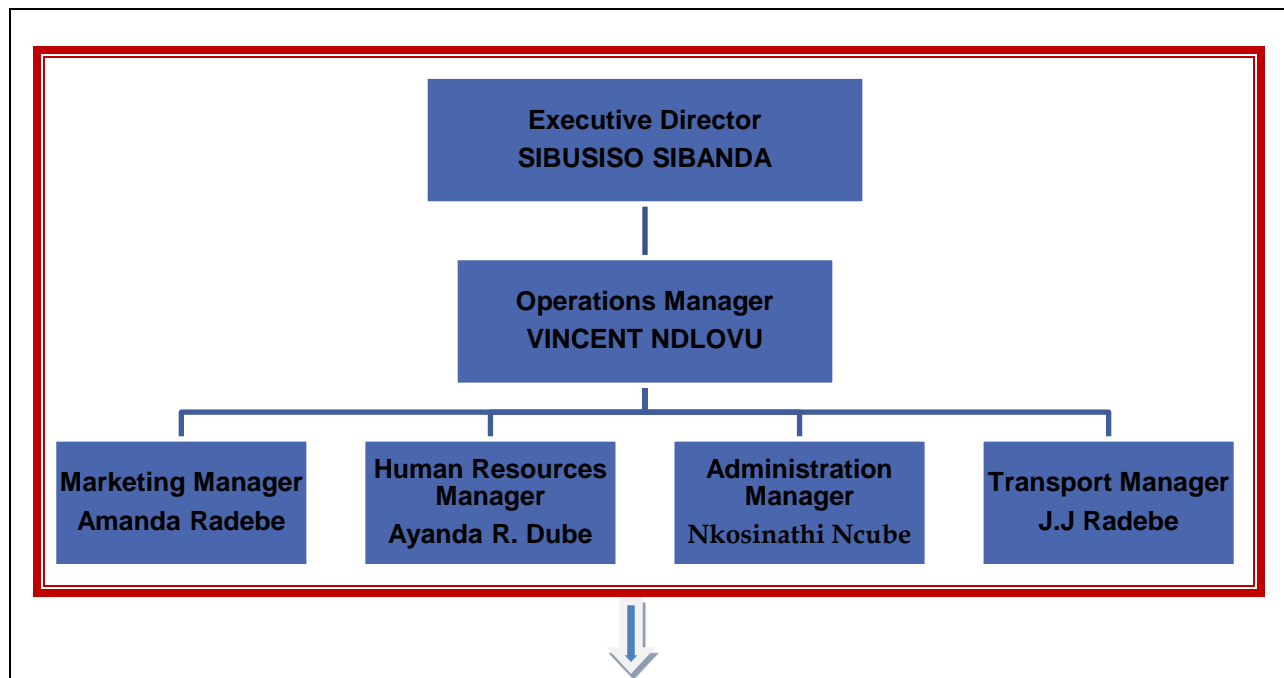 Executive Director
SIBUSISO SIBANDA
Operations Manager
VINCENT NDLOVU
Marketing Manager
Amanda Radebe
Human Resources
Manager
Ayanda R. Dube
Administration
Manager
Nkosinathi Ncube
Transport Manager
J.J Radebe